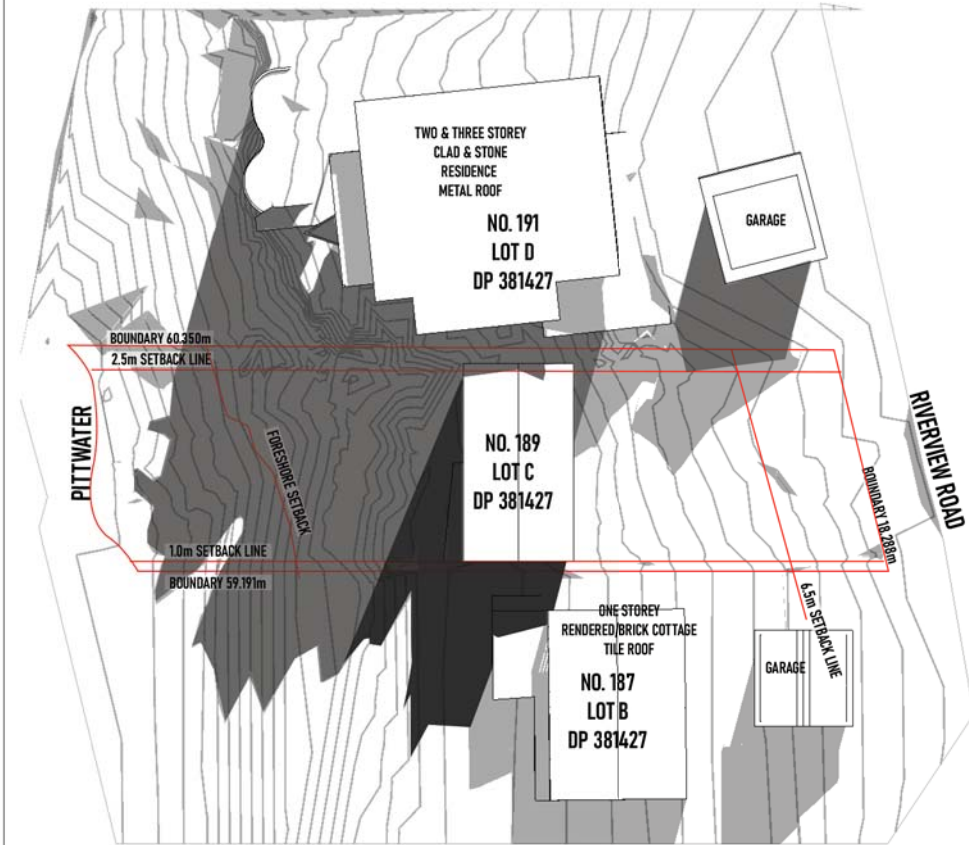 TWO & THREE STOREY
CLAD & STONE
RESIDENCE
METAL ROOF
NO. 191
LOT D
DP 381427
GARAGE
BOUNDARY 60.350m
2.5m SETBACK LINE
PITTWATER
FORESHORE SETBACK
NO. 189
LOT C
DP 381427
RIVERVIEW ROAD
BOUNDARY 18.288m
1.0m SETBACK LINE
BOUNDARY 59.191m
6.5m SETBACK LINE
ONE STOREY
RENDERED/BRICK COTTAGE
TILE ROOF
NO. 187
LOT B
DP 381427
GARAGE